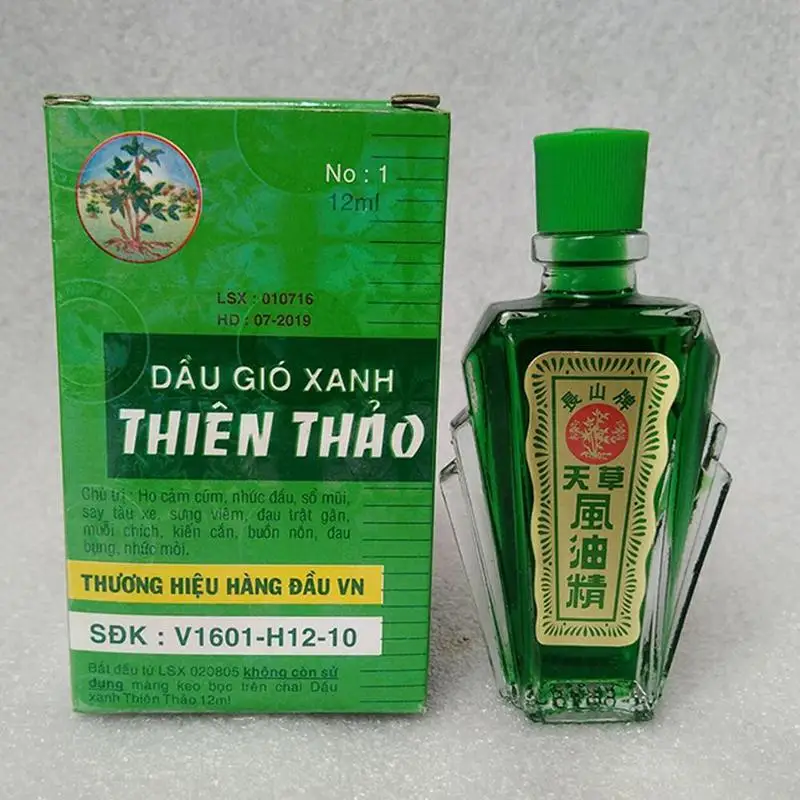 No : 1
12ml
LSX : 010716
HD : 07-2019
DẦU GIÓ XANH
THIÊN THẢO
Chủ trị : Ho cảm cúm, nhức đầu, sổ mũi,
say tàu xe, sưng viêm, đau trật gân,
muỗi chích, kiến cắn, buồn nôn, đau
bụng, nhức mỏi.
THƯƠNG HIỆU HÀNG ĐẦU VN
SĐK : V1601-H12-10
Bắt đầu từ LSX 020805 không còn sử
dụng màng keo bọc trên chai Dầu
xanh Thiên Thảo 12ml
長山牌
天草
風油精